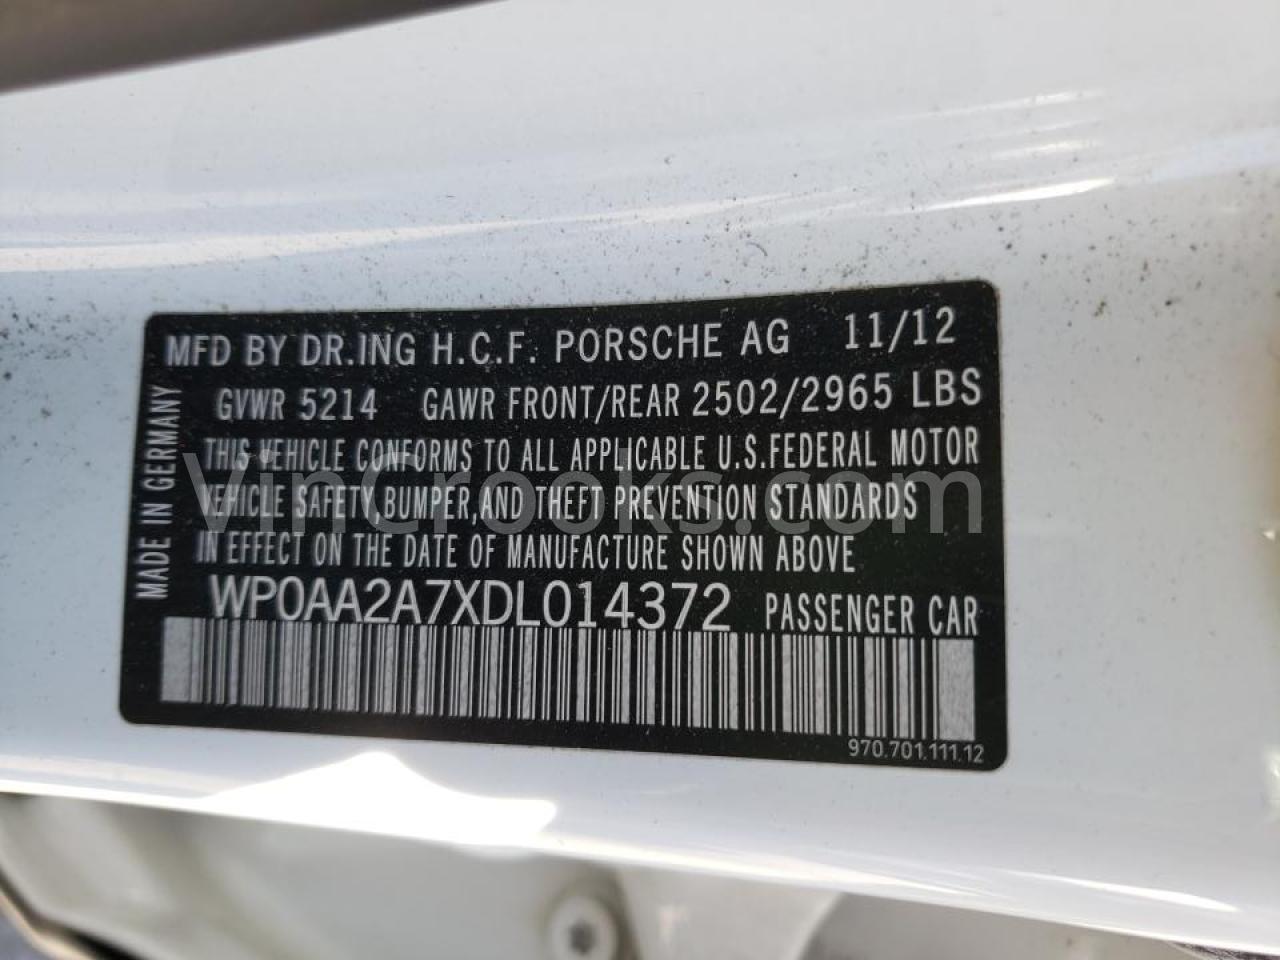 MFD BY DR.ING H.C.F. PORSCHE AG 11/12
GVWR 5214 GAWR FRONT/REAR 2502/2965 LBS
THIS VEHICLE CONFORMS TO ALL APPLICABLE U.S.FEDERAL MOTOR
VEHICLE SAFETY,BUMPER,AND THEFT PREVENTION STANDARDS
IN EFFECT ON THE DATE OF MANUFACTURE SHOWN ABOVE
WP0AA2A7XDL014372 PASSENGER CAR
970.701.111.12
MADE IN GERMANY
VinCrooks.com